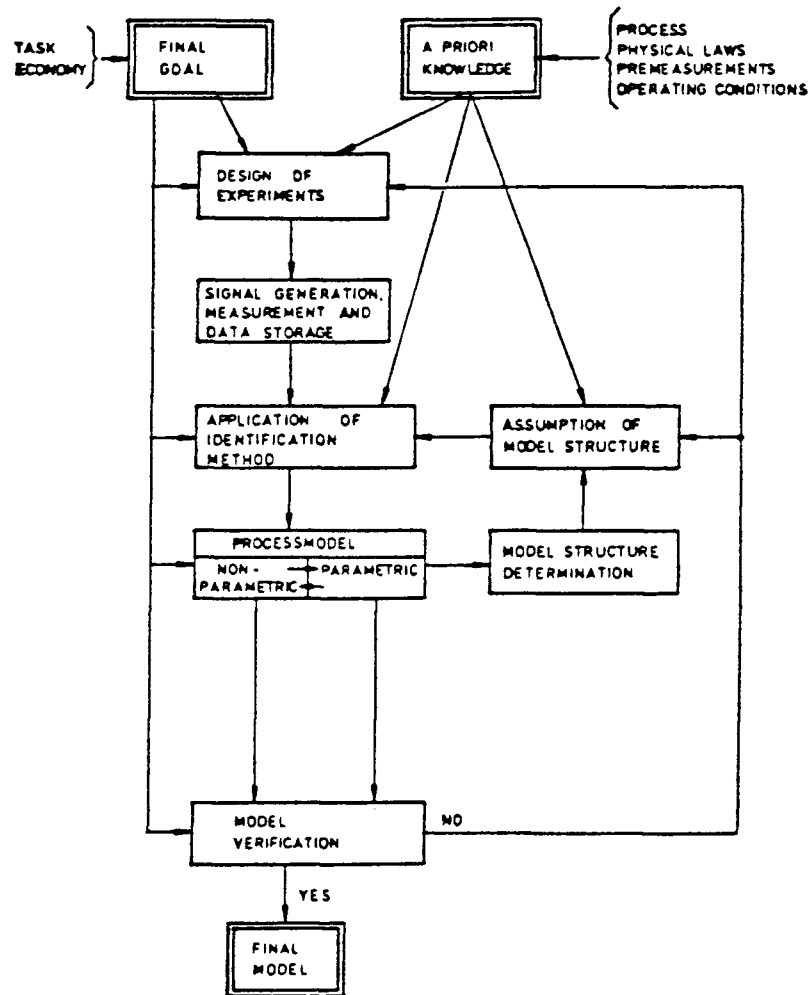 TASK
ECONOMY
FINAL
GOAL
A PRIORI
KNOWLEDGE
PROCESS
PHYSICAL LAWS
PREMEASUREMENTS
OPERATING CONDITIONS
DESIGN OF
EXPERIMENTS
SIGNAL GENERATION,
MEASUREMENT AND
DATA STORAGE
APPLICATION OF
IDENTIFICATION
METHOD
ASSUMPTION OF
MODEL STRUCTURE
PROCESSMODEL
NON-
PARAMETRIC
PARAMETRIC
MODEL STRUCTURE
DETERMINATION
MODEL
VERIFICATION
NO
YES
FINAL
MODEL